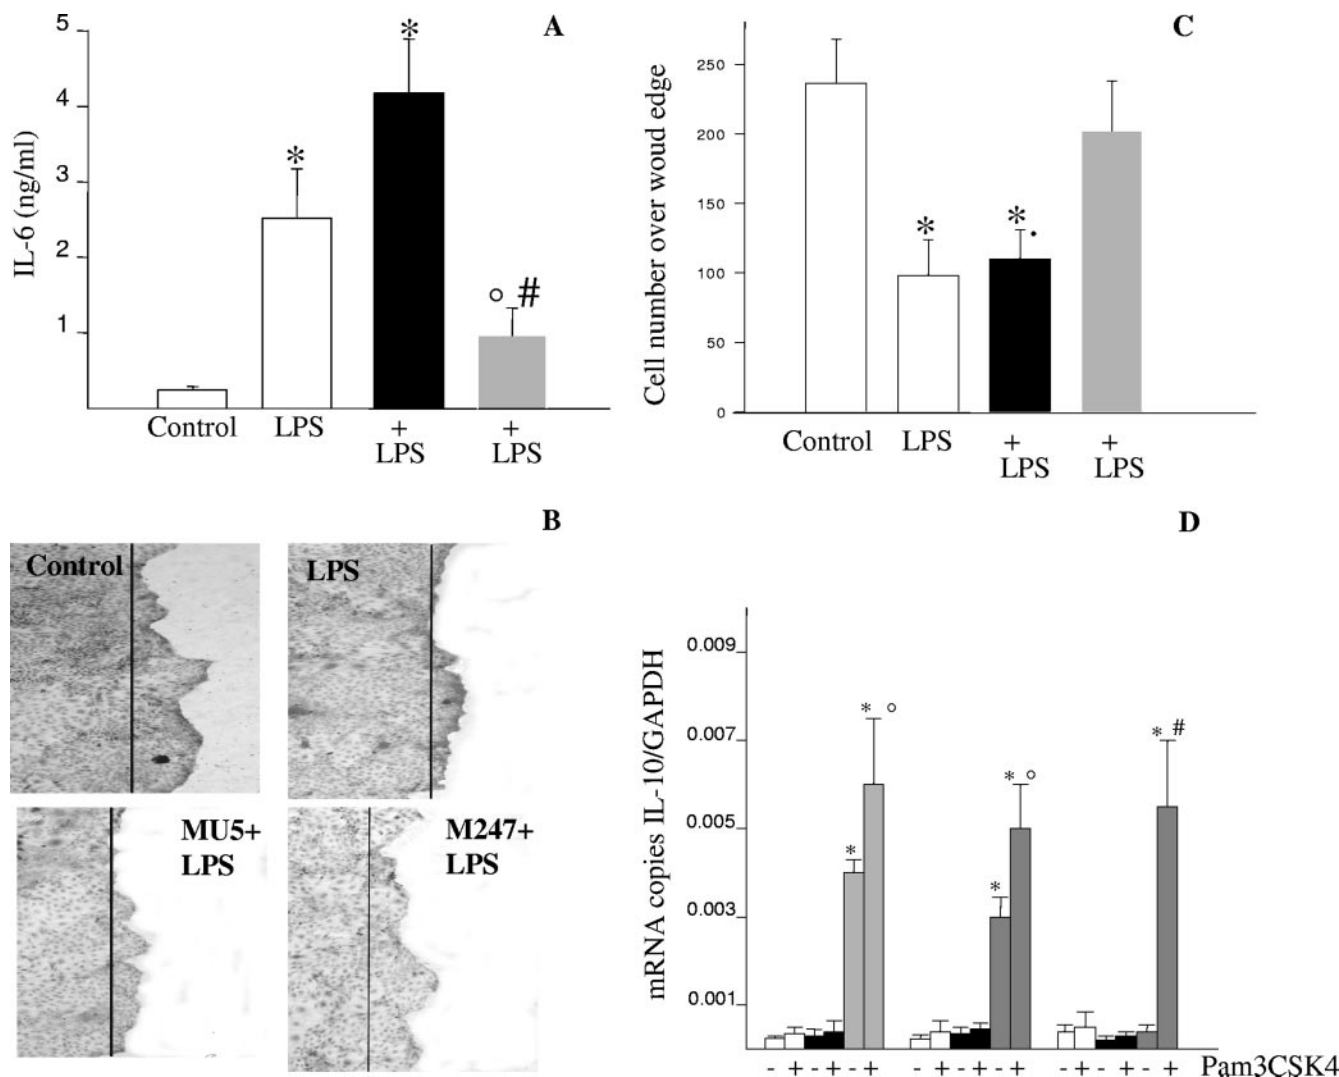 A
5
4
3
2
1
IL-6 (ng/ml)
*
*
° #
Control LPS + LPS + LPS
C
250
200
150
100
50
0
Cell number over woud edge
*
*.
Control LPS + LPS + LPS
B
Control
LPS
MU5+
LPS
M247+
LPS
D
0.009
0.007
0.005
0.003
0.001
mRNA copies IL-10/GAPDH
* °
*
* °
*
* #
- + - + - + - + - + - + - + - + - + Pam3CSK4